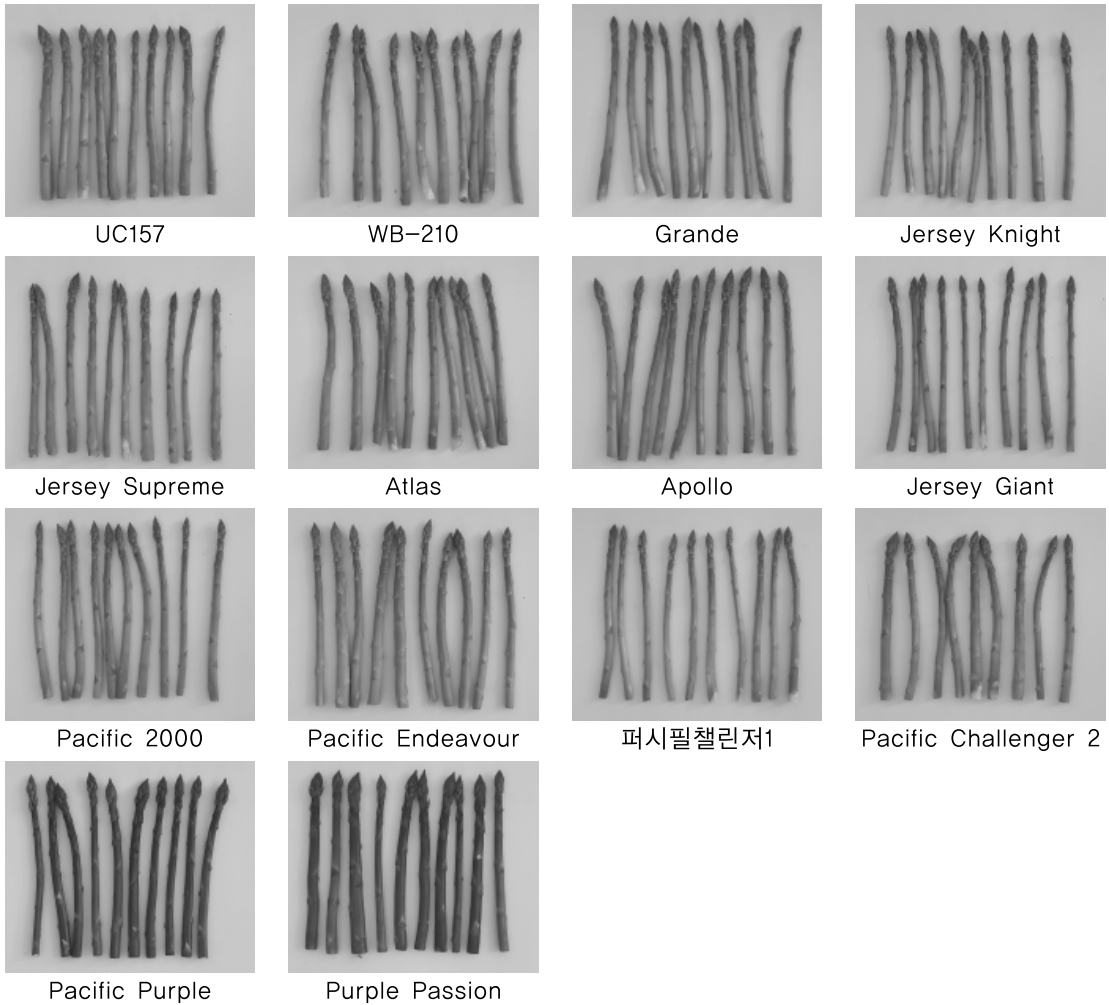 UC157
WB-210
Grande
Jersey Knight
Jersey Supreme
Atlas
Apollo
Jersey Giant
Pacific 2000
Pacific Endeavour
퍼시필챌린저1
Pacific Challenger 2
Pacific Purple
Purple Passion